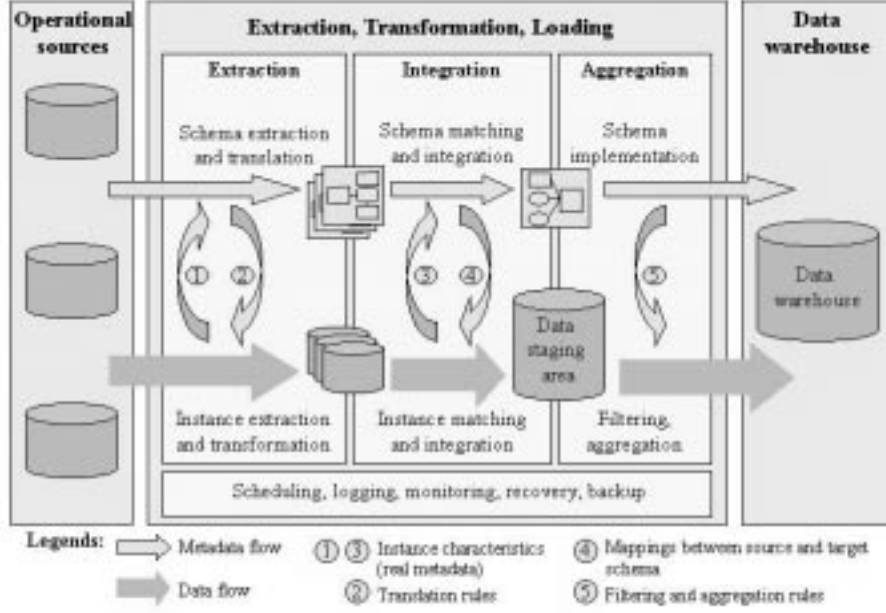 Operational
sources
Extraction, Transformation, Loading
Data
warehouse
Extraction
Integration
Aggregation
Schema extraction
and translation
Schema matching
and integration
Schema
implementation
① ② ③ ④ ⑤
Data
warehouse
Data
staging
area
Instance extraction
and transformation
Instance matching
and integration
Filtering,
aggregation
Scheduling, logging, monitoring, recovery, backup
Legends:
Metadata flow
Data flow
① ③ Instance characteristics
(real metadata)
② Translation rules
④ Mappings between source and target
schema
⑤ Filtering and aggregation rules